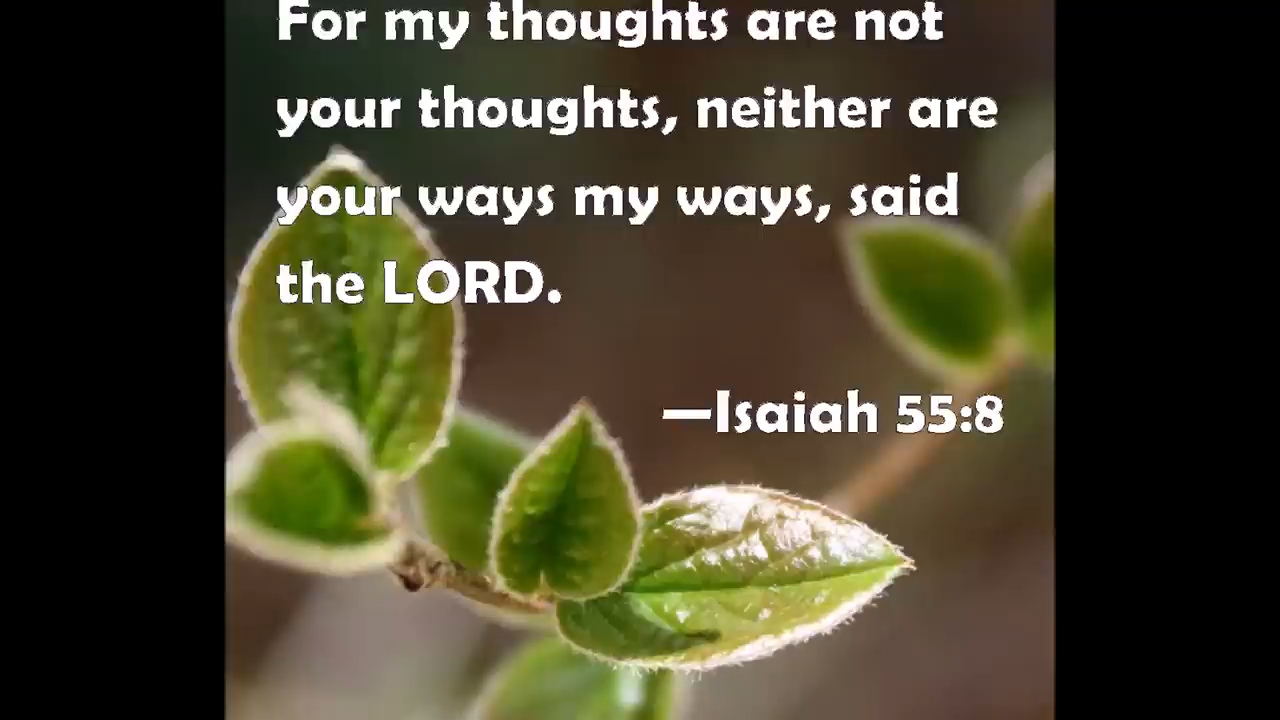 For my thoughts are not
your thoughts, neither are
your ways my ways, said
the LORD.
—Isaiah 55:8